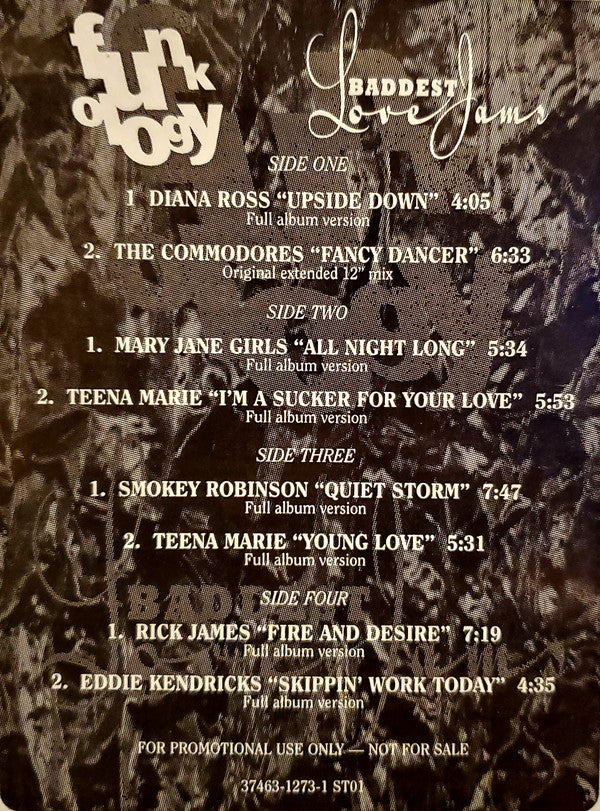 funkology
BADDEST
Love Jams
SIDE ONE
1 DIANA ROSS “UPSIDE DOWN” 4:05
Full album version
2. THE COMMODORES “FANCY DANCER” 6:33
Original extended 12” mix
SIDE TWO
1. MARY JANE GIRLS “ALL NIGHT LONG” 5:34
Full album version
2. TEENA MARIE “I’M A SUCKER FOR YOUR LOVE” 5:53
Full album version
SIDE THREE
1. SMOKEY ROBINSON “QUIET STORM” 7:47
Full album version
2. TEENA MARIE “YOUNG LOVE” 5:31
Full album version
SIDE FOUR
1. RICK JAMES “FIRE AND DESIRE” 7:19
Full album version
2. EDDIE KENDRICKS “SKIPPIN’ WORK TODAY” 4:35
Full album version
FOR PROMOTIONAL USE ONLY — NOT FOR SALE
37463-1273-1 ST01